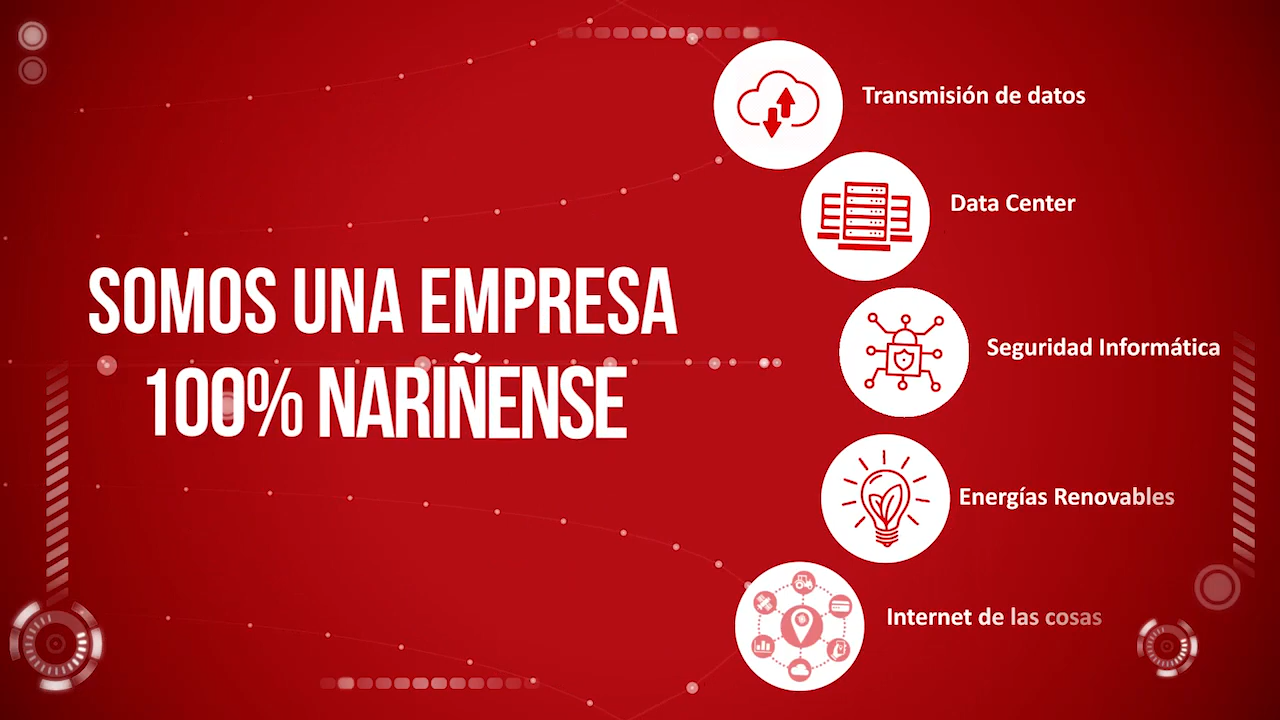 SOMOS UNA EMPRESA
100% NARIÑENSE
Transmisión de datos
Data Center
Seguridad Informática
Energías Renovables
Internet de las cosas